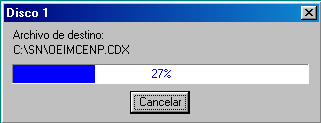 Disco 1
Archivo de destino:
C:\SN\OEIMCENP.CDX
27%
Cancelar